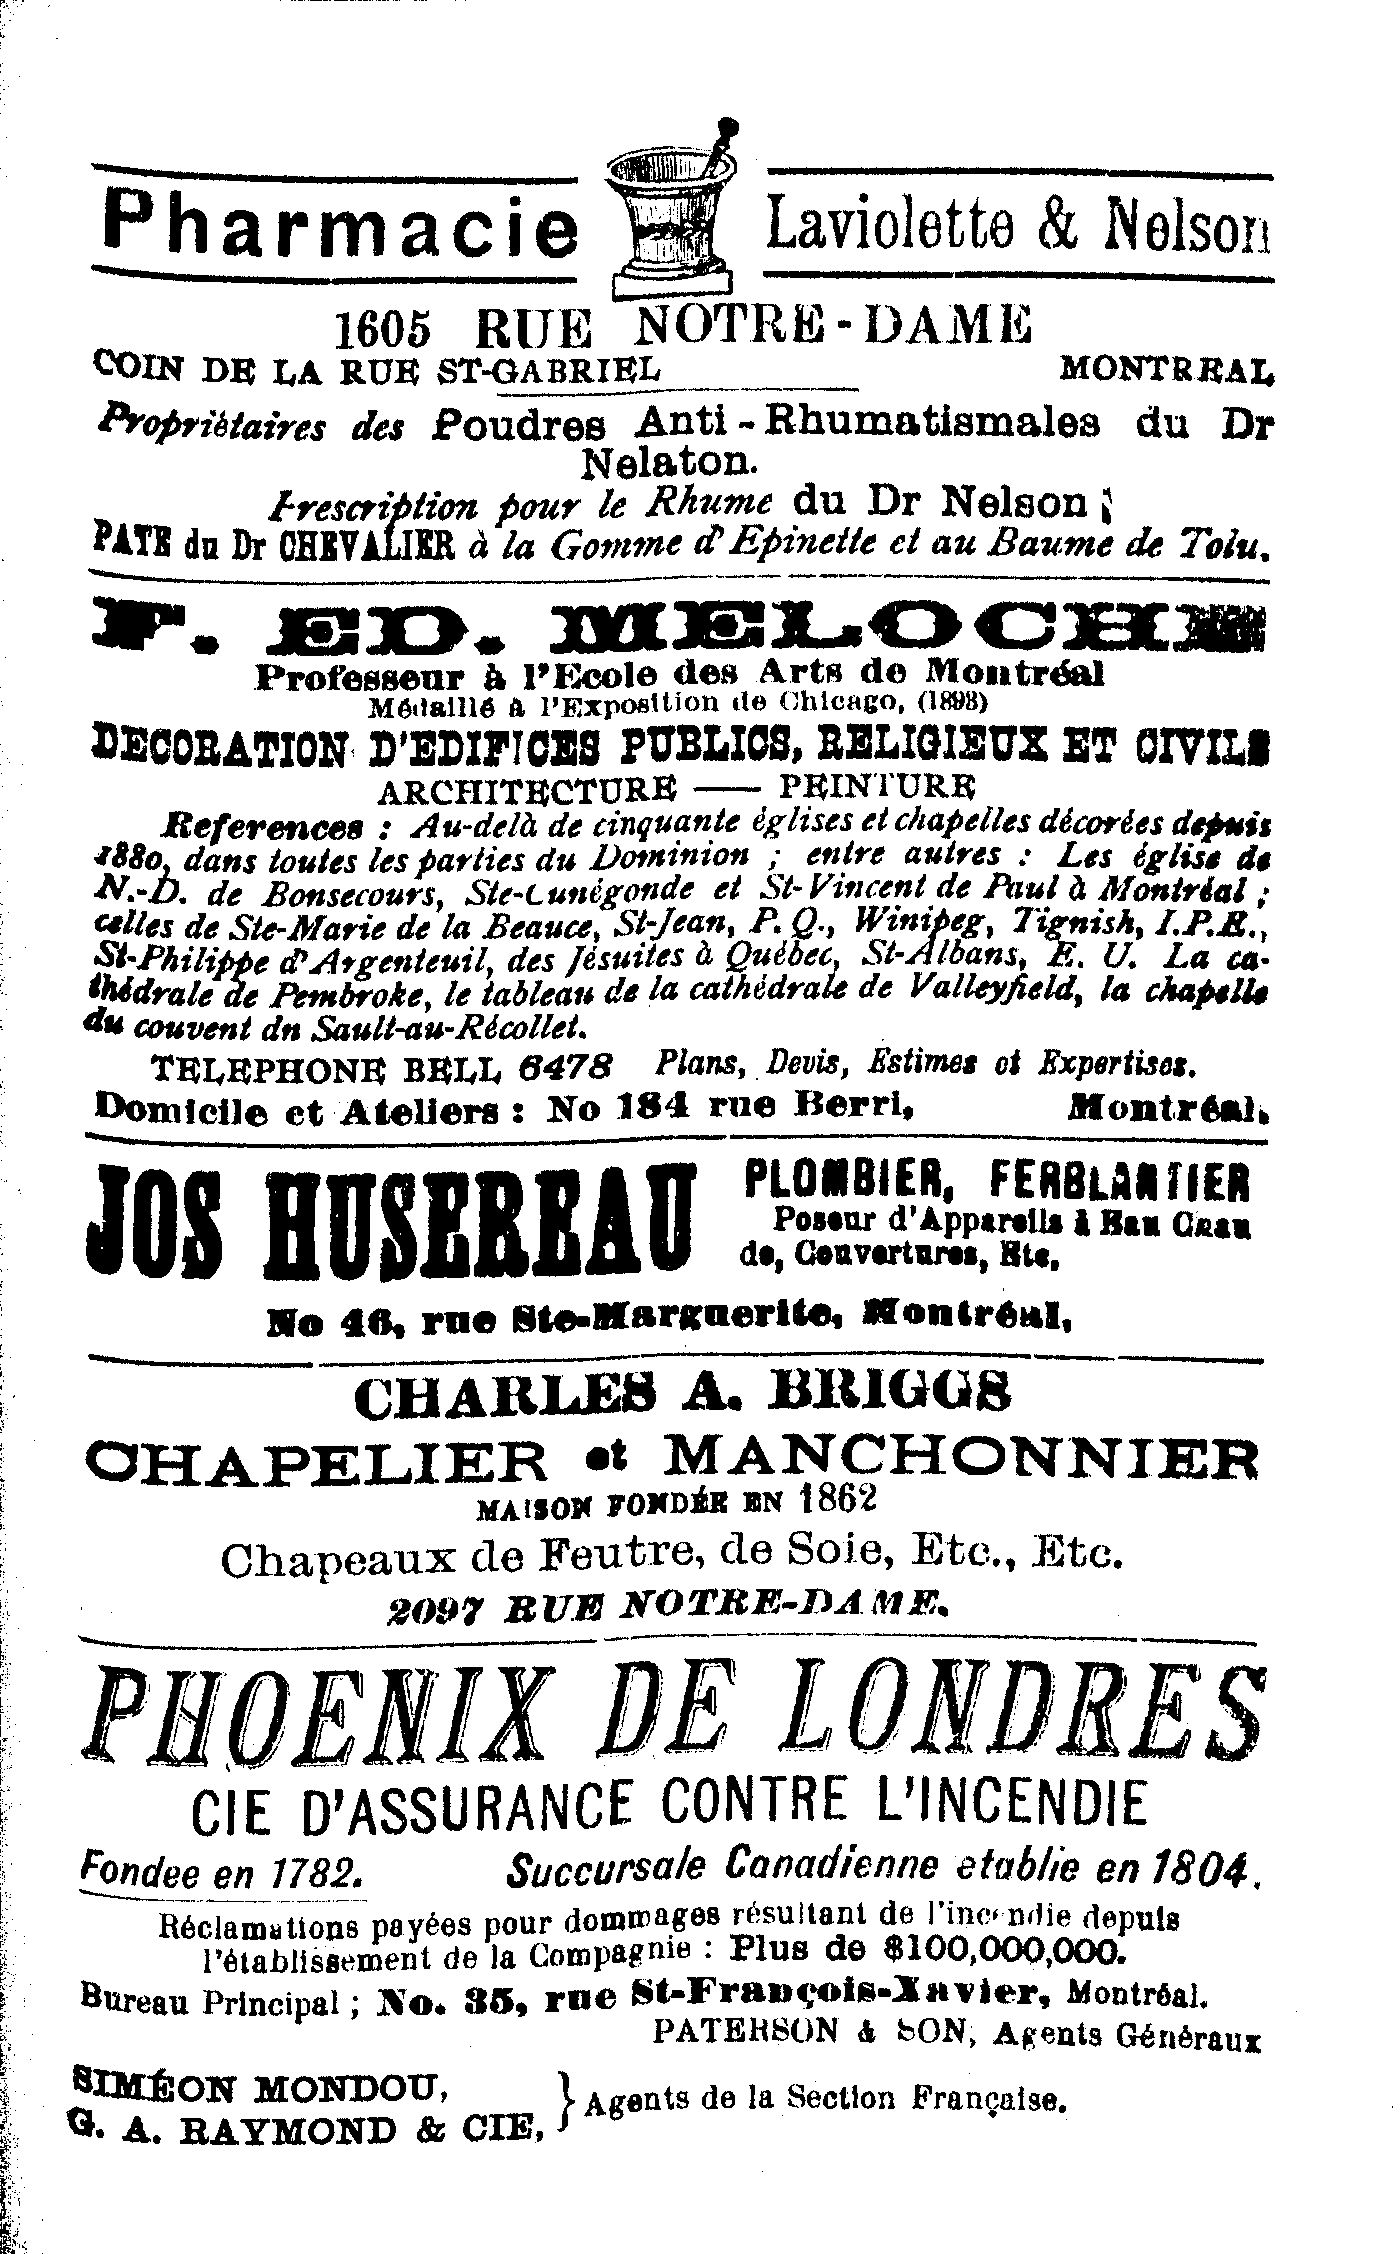 Pharmacie Laviolette & Nelson
1605 RUE NOTRE-DAME
COIN DE LA RUE ST-GABRIEL MONTREAL
Propriètaires des Poudres Anti-Rhumatismales du Dr
Nelaton.
Prescription pour le Rhume du Dr Nelson;
PATE du Dr CHEVALIER à la Gomme d'Epinette et au Baume de Tolu.
F. ED. MELOCHE
Professeur à l'Ecole des Arts de Montréal
Médaillé à l'Exposition de Chicago, (1893)
DECORATION D'EDIFICES PUBLICS, RELIGIEUX ET CIVILS
ARCHITECTURE — PEINTURE
References : Au-delà de cinquante églises et chapelles décorées depuis
1880, dans toutes les parties du Dominion ; entre autres : Les église de
N.-D. de Bonsecours, Ste-Cunégonde et St-Vincent de Paul à Montréal ;
celles de Ste-Marie de la Beauce, St-Jean, P. Q., Winipeg, Tignish, I.P.E.,
St-Philippe d'Argenteuil, des Jésuites à Québec, St-Albans, E. U. La ca-
thédrale de Pembroke, le tableau de la cathédrale de Valleyfield, la chapelle
du couvent dn Sault-au-Récollet.
TELEPHONE BELL 6478 Plans, Devis, Estimes et Expertises.
Domicile et Ateliers : No 184 rue Berri, Montréal.
JOS HUSEREAU PLOMBIER, FERBLANTIER
Poseur d'Appareils à Eau Chau
de, Couvertures, Etc.
No 46, rue Ste-Marguerite, Montréal,
CHARLES A. BRIGGS
CHAPELIER et MANCHONNIER
MAISON FONDÉE EN 1862
Chapeaux de Feutre, de Soie, Etc., Etc.
2097 RUE NOTRE-DAME.
PHOENIX DE LONDRES
CIE D'ASSURANCE CONTRE L'INCENDIE
Fondee en 1782. Succursale Canadienne etablie en 1804.
Réclamations payées pour dommages résultant de l'incendie depuis
l'établissement de la Compagnie : Plus de $100,000,000.
Bureau Principal ; No. 35, rue St-François-Xavier, Montréal.
PATERSON & SON, Agents Généraux
SIMÉON MONDOU,
G. A. RAYMOND & CIE, } Agents de la Section Française.